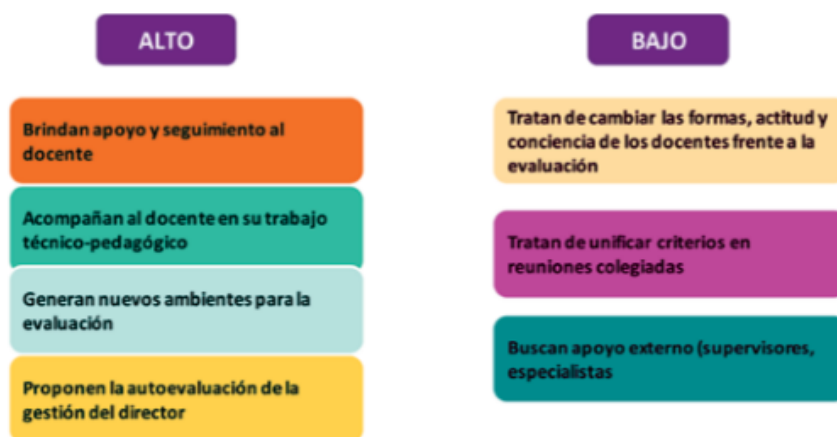 ALTO
Brindan apoyo y seguimiento al
docente
Acompañan al docente en su trabajo
técnico-pedagógico
Generan nuevos ambientes para la
evaluación
Proponen la autoevaluación de la
gestión del director
BAJO
Tratan de cambiar las formas, actitud y
conciencia de los docentes frente a la
evaluación
Tratan de unificar criterios en
reuniones colegiadas
Buscan apoyo externo (supervisores,
especialistas